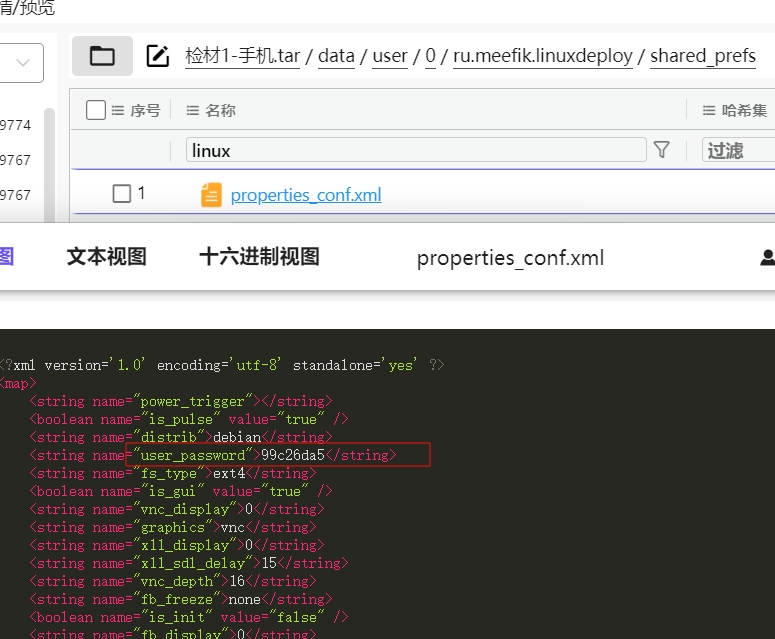 情/预览
检材1-手机.tar / data / user / 0 / ru.meefik.linuxdeploy / shared_prefs
序号 名称 哈希集
9774
linux 过滤
9767
9767
1 properties_conf.xml
图 文本视图 十六进制视图 properties_conf.xml
<?xml version='1.0' encoding='utf-8' standalone='yes' ?>
<map>
<string name="power_trigger"></string>
<boolean name="is_pulse" value="true" />
<string name="distrib">debian</string>
<string name="user_password">99c26da5</string>
<string name="fs_type">ext4</string>
<boolean name="is_gui" value="true" />
<string name="vnc_display">0</string>
<string name="graphics">vnc</string>
<string name="x11_display">0</string>
<string name="x11_sdl_delay">15</string>
<string name="vnc_depth">16</string>
<string name="fb_freeze">none</string>
<boolean name="is_init" value="false" />
<string name="fb_display">0</string>